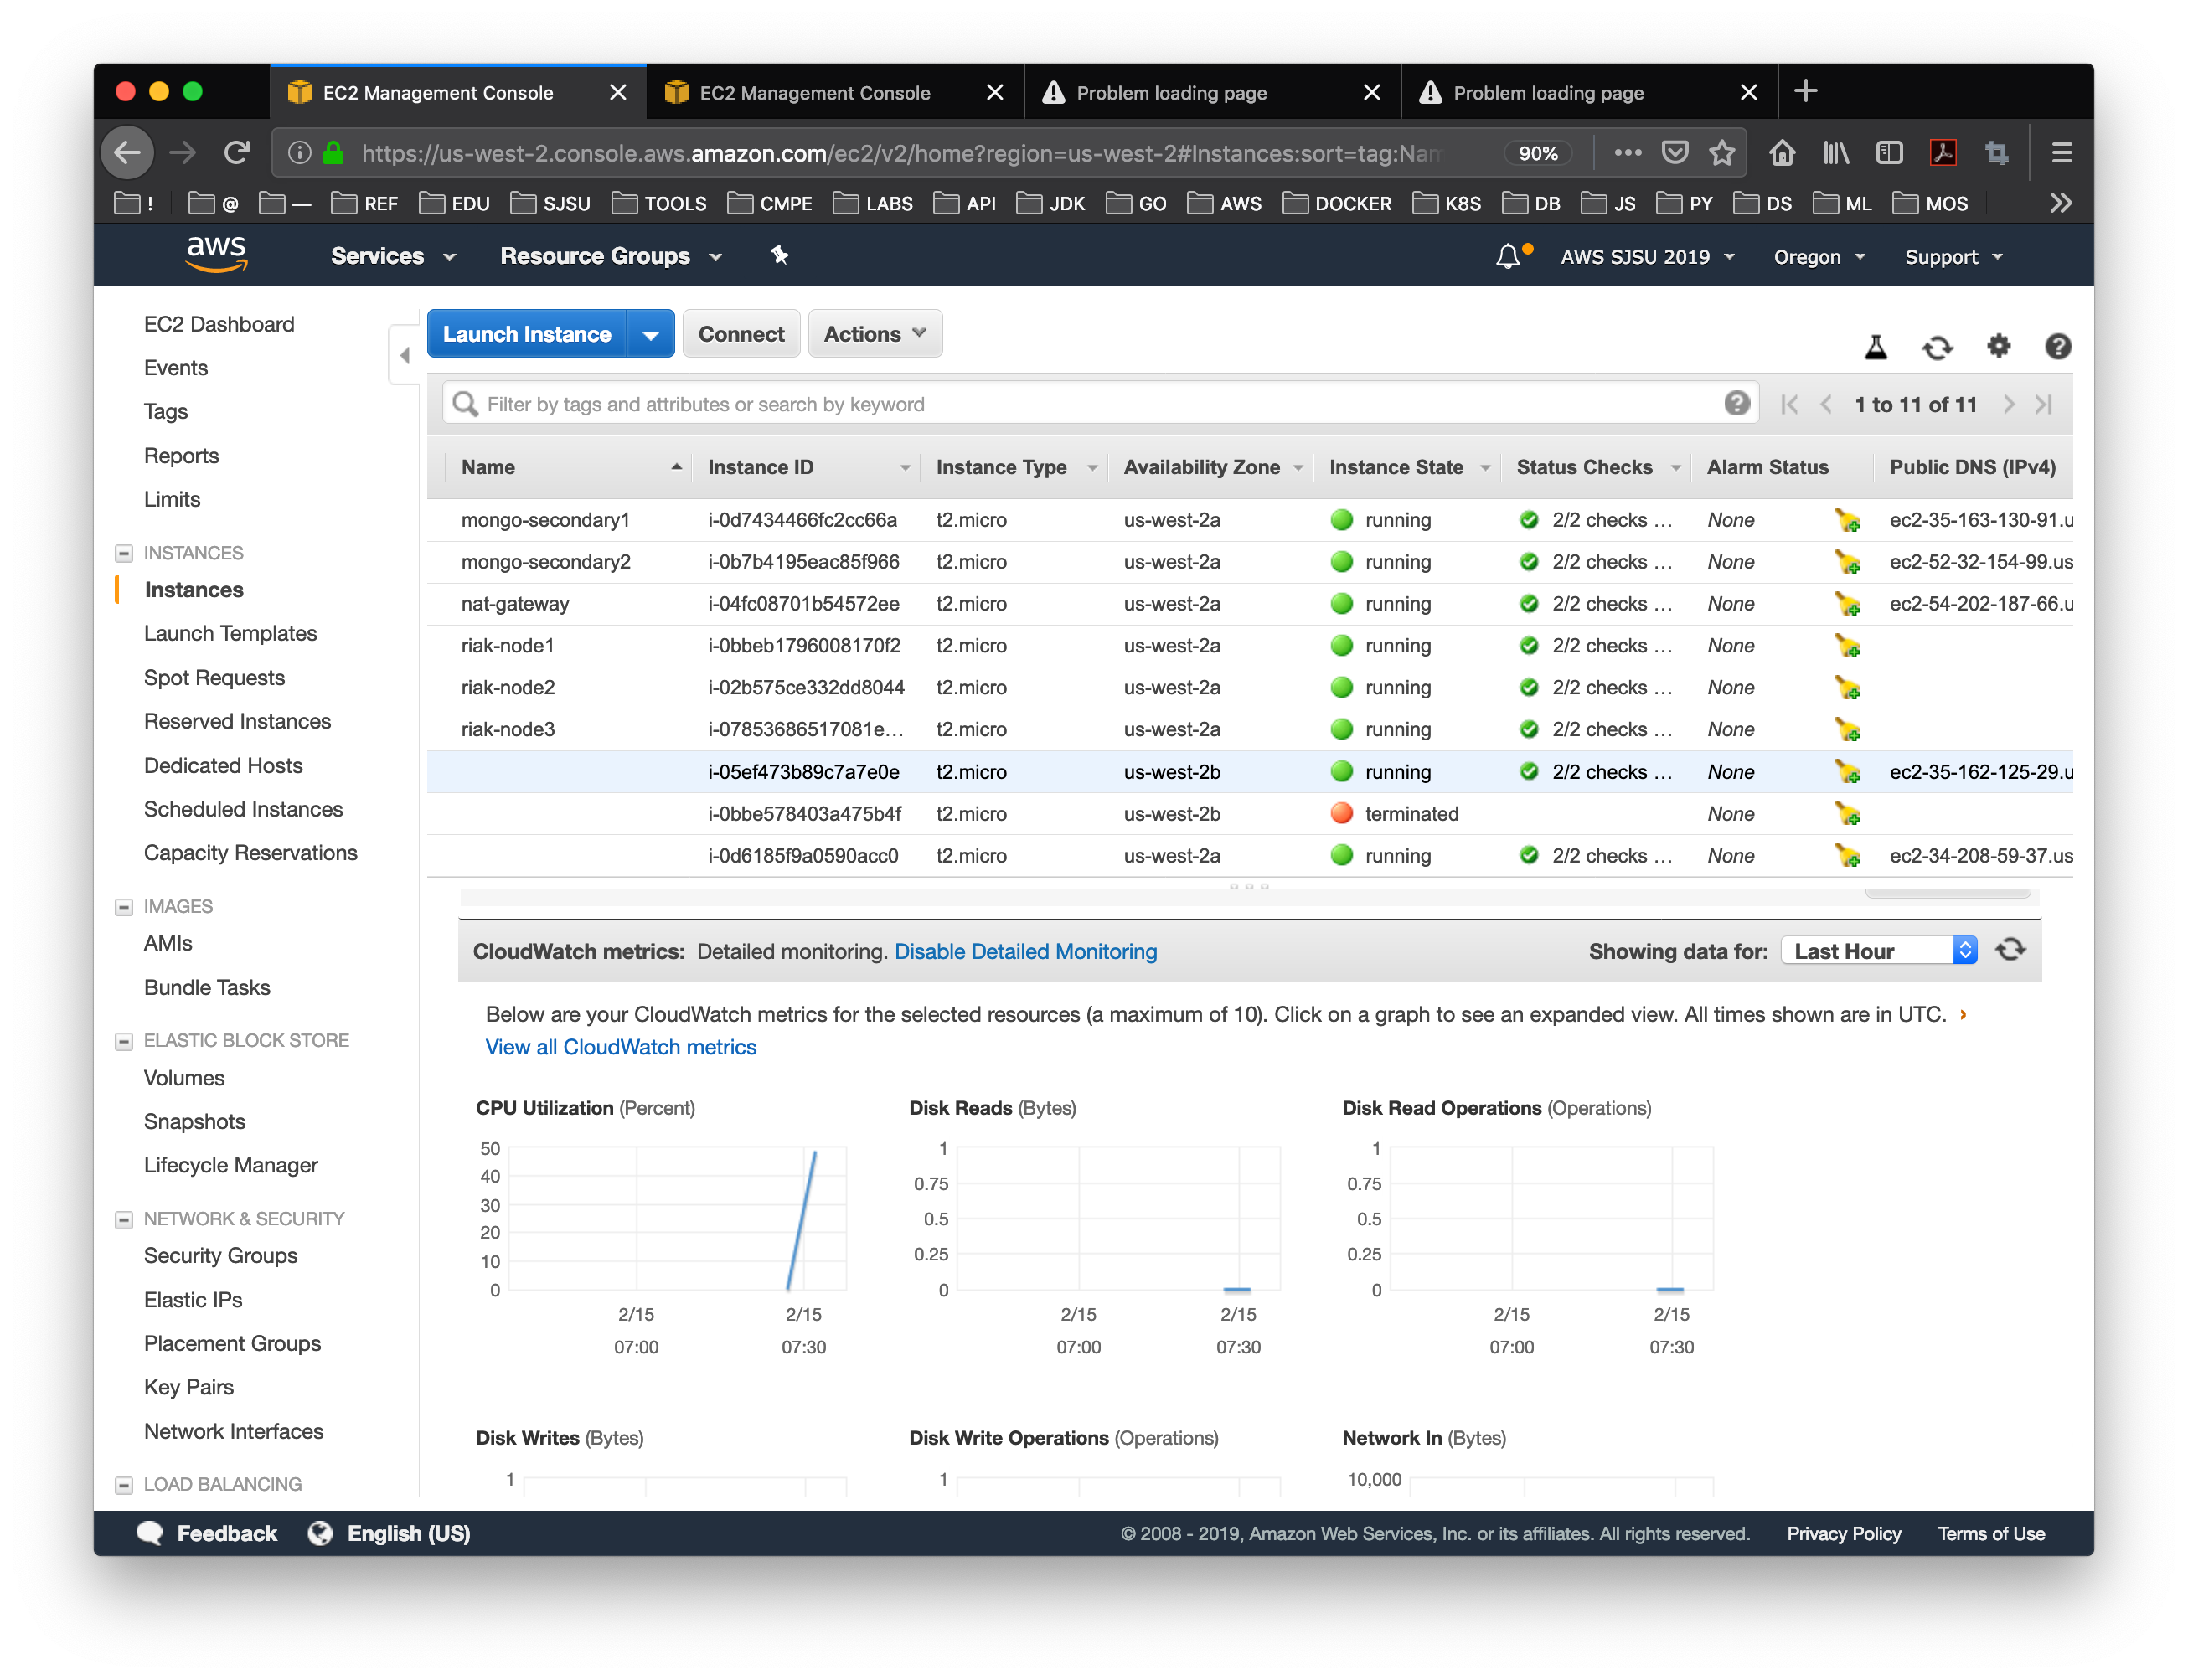 EC2 Management Console EC2 Management Console Problem loading page Problem loading page
https://us-west-2.console.aws.amazon.com/ec2/v2/home?region=us-west-2#Instances:sort=tag:Nam 90%
! @ — REF EDU SJSU TOOLS CMPE LABS API JDK GO AWS DOCKER K8S DB JS PY DS ML MOS
aws Services Resource Groups AWS SJSU 2019 Oregon Support
EC2 Dashboard
Events
Tags
Reports
Limits
INSTANCES
Instances
Launch Templates
Spot Requests
Reserved Instances
Dedicated Hosts
Scheduled Instances
Capacity Reservations
IMAGES
AMIs
Bundle Tasks
ELASTIC BLOCK STORE
Volumes
Snapshots
Lifecycle Manager
NETWORK & SECURITY
Security Groups
Elastic IPs
Placement Groups
Key Pairs
Network Interfaces
LOAD BALANCING
Launch Instance Connect Actions
Filter by tags and attributes or search by keyword 1 to 11 of 11
Name Instance ID Instance Type Availability Zone Instance State Status Checks Alarm Status Public DNS (IPv4)
mongo-secondary1 i-0d7434466fc2cc66a t2.micro us-west-2a running 2/2 checks ... None ec2-35-163-130-91.u
mongo-secondary2 i-0b7b4195eac85f966 t2.micro us-west-2a running 2/2 checks ... None ec2-52-32-154-99.us
nat-gateway i-04fc08701b54572ee t2.micro us-west-2a running 2/2 checks ... None ec2-54-202-187-66.u
riak-node1 i-0bbeb1796008170f2 t2.micro us-west-2a running 2/2 checks ... None
riak-node2 i-02b575ce332dd8044 t2.micro us-west-2a running 2/2 checks ... None
riak-node3 i-07853686517081e... t2.micro us-west-2a running 2/2 checks ... None
i-05ef473b89c7a7e0e t2.micro us-west-2b running 2/2 checks ... None ec2-35-162-125-29.u
i-0bbe578403a475b4f t2.micro us-west-2b terminated None
i-0d6185f9a0590acc0 t2.micro us-west-2a running 2/2 checks ... None ec2-34-208-59-37.us
CloudWatch metrics: Detailed monitoring. Disable Detailed Monitoring Showing data for: Last Hour
Below are your CloudWatch metrics for the selected resources (a maximum of 10). Click on a graph to see an expanded view. All times shown are in UTC.
View all CloudWatch metrics
CPU Utilization (Percent) Disk Reads (Bytes) Disk Read Operations (Operations)
50 1 1
40 0.75 0.75
30 0.5 0.5
20 0.25 0.25
10
0 0 0
2/15 2/15 2/15 2/15 2/15 2/15
07:00 07:30 07:00 07:30 07:00 07:30
Disk Writes (Bytes) Disk Write Operations (Operations) Network In (Bytes)
1 1 10,000
Feedback English (US) © 2008 - 2019, Amazon Web Services, Inc. or its affiliates. All rights reserved. Privacy Policy Terms of Use